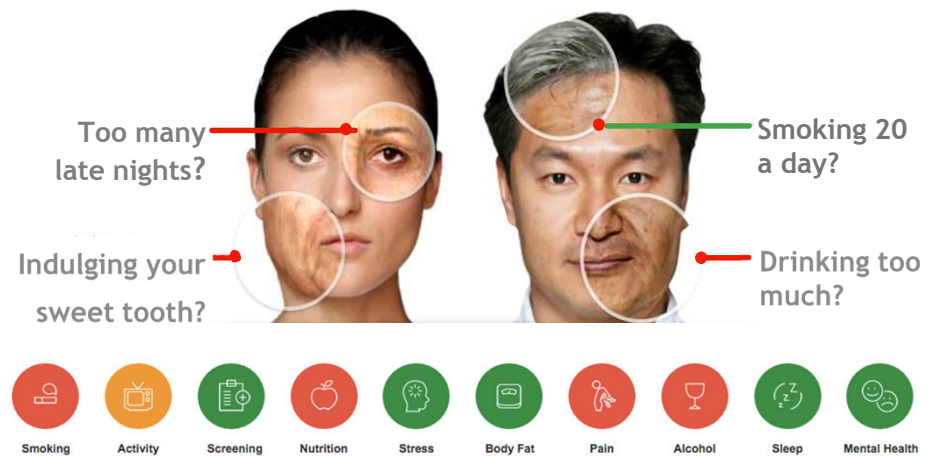 Too many
late nights?
Smoking 20
a day?
Indulging your
sweet tooth?
Drinking too
much?
Smoking
Activity
Screening
Nutrition
Stress
Body Fat
Pain
Alcohol
Sleep
Mental Health